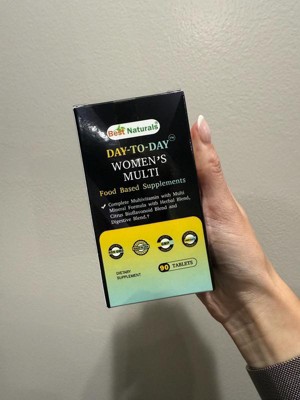 Best Naturals
DAY-TO-DAY™
WOMEN'S
MULTI
Food Based Supplements
✓ Complete Multivitamin with Multi
Mineral Formula with Herbal Blend,
Citrus Bioflavonoid Blend and
Digestive Blend.†
DIETARY
SUPPLEMENT
90 TABLETS